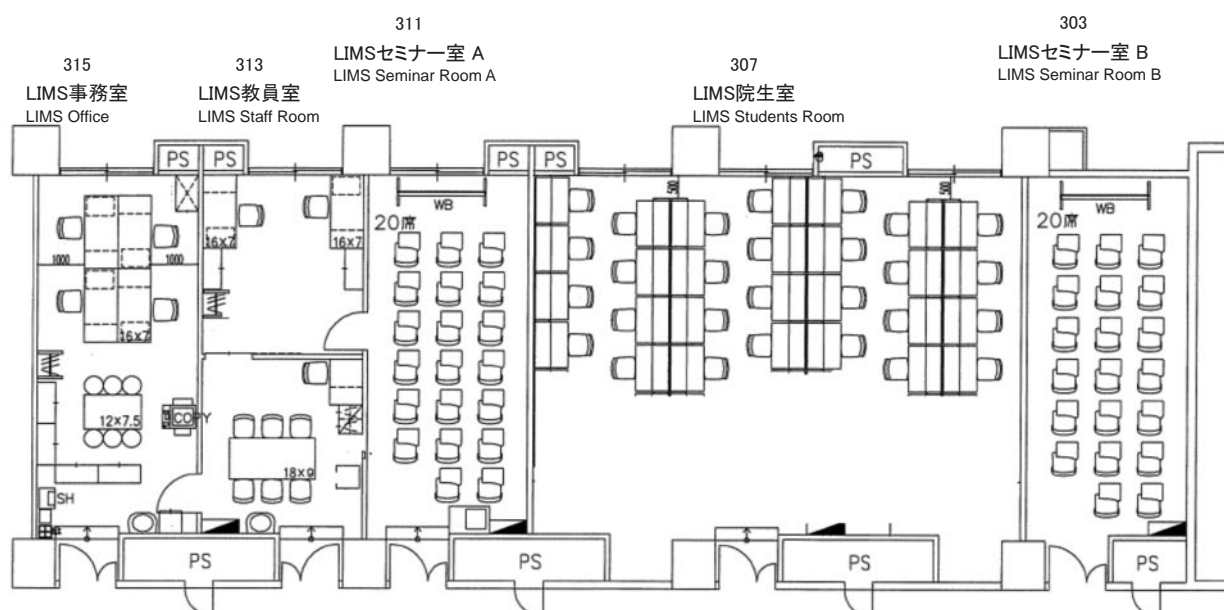 315
LIMS事務室
LIMS Office
313
LIMS教員室
LIMS Staff Room
311
LIMSセミナー室 A
LIMS Seminar Room A
307
LIMS院生室
LIMS Students Room
303
LIMSセミナー室 B
LIMS Seminar Room B
PS
PS
PS
PS
PS
WB
20席
500
500
WB
20席
16×7
16×7
1000
1000
16×7
12×7.5
COPY
18×9
SH
PS
PS
PS
PS